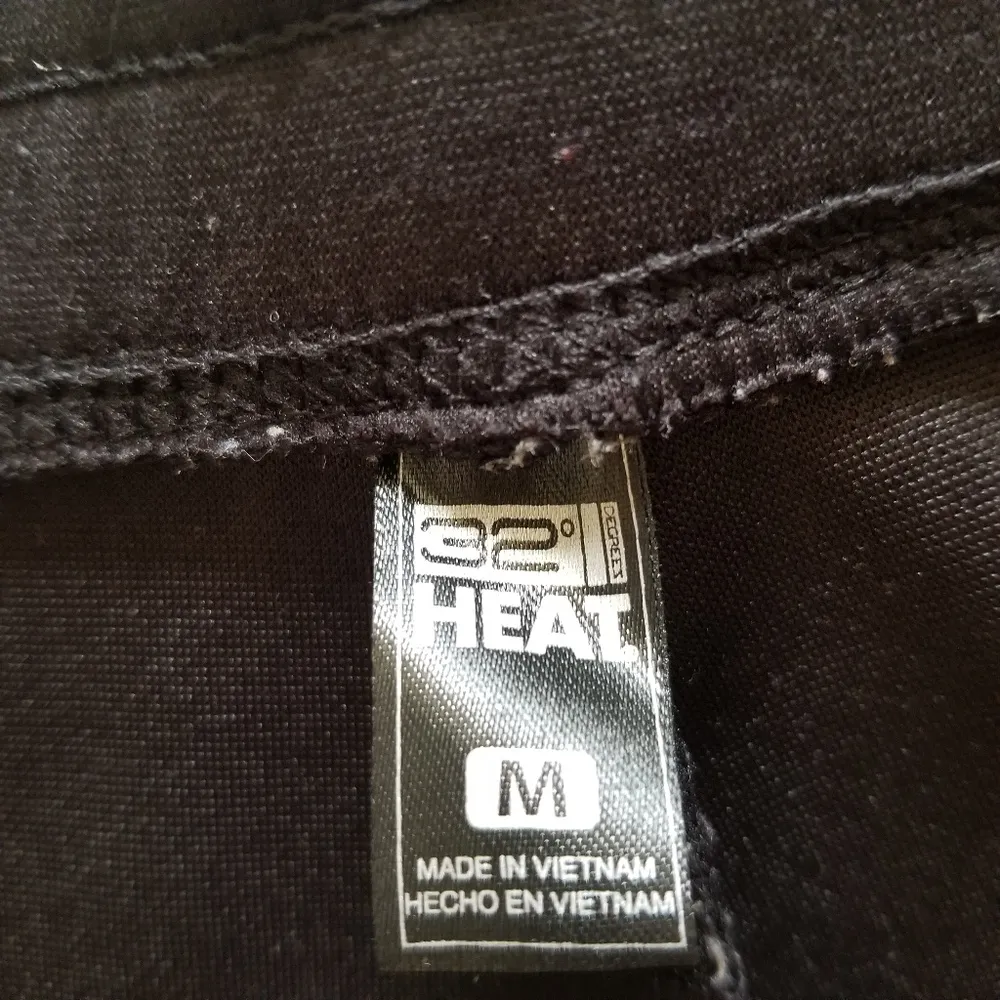 32° DEGREES
HEAT
M
MADE IN VIETNAM
HECHO EN VIETNAM